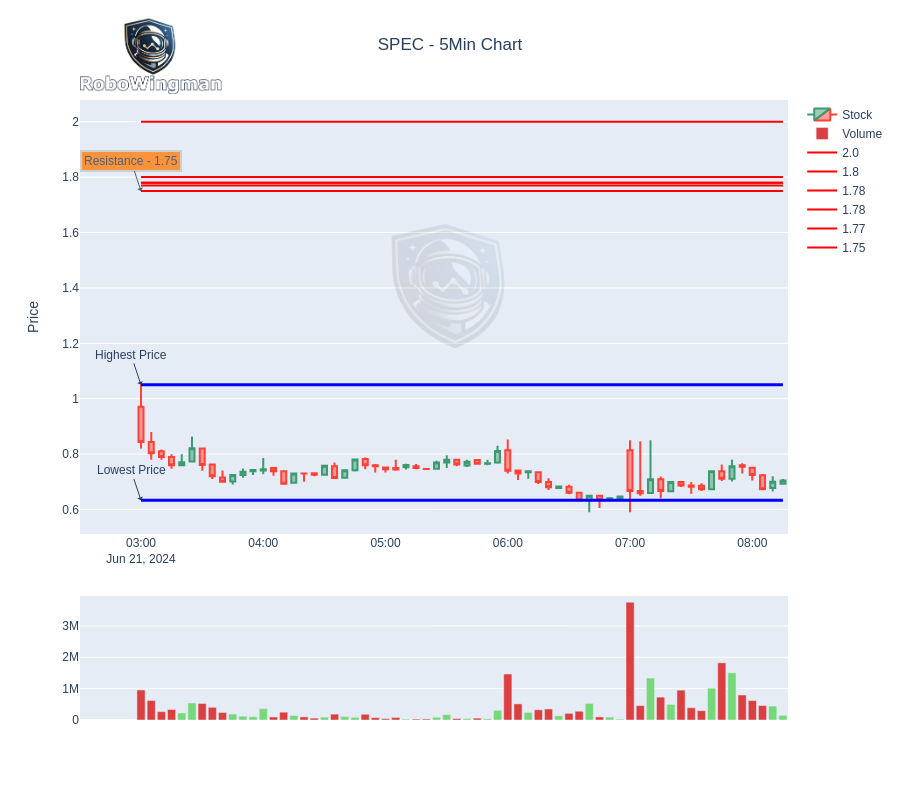 SPEC - 5Min Chart
RoboWingman
Stock
Volume
2.0
1.8
1.78
1.78
1.77
1.75
Price
2
1.8
1.6
1.4
1.2
1
0.8
0.6
Resistance - 1.75
Highest Price
Lowest Price
03:00
04:00
05:00
06:00
07:00
08:00
Jun 21, 2024
3M
2M
1M
0